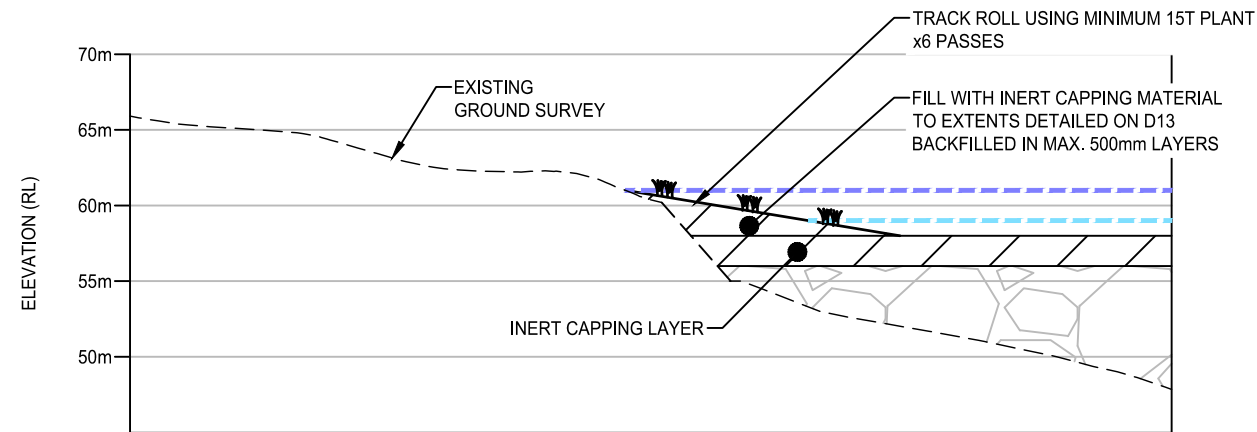 TRACK ROLL USING MINIMUM 15T PLANT
x6 PASSES
70m
EXISTING
GROUND SURVEY
FILL WITH INERT CAPPING MATERIAL
TO EXTENTS DETAILED ON D13
BACKFILLED IN MAX. 500mm LAYERS
65m
ELEVATION (RL)
60m
55m
INERT CAPPING LAYER
50m